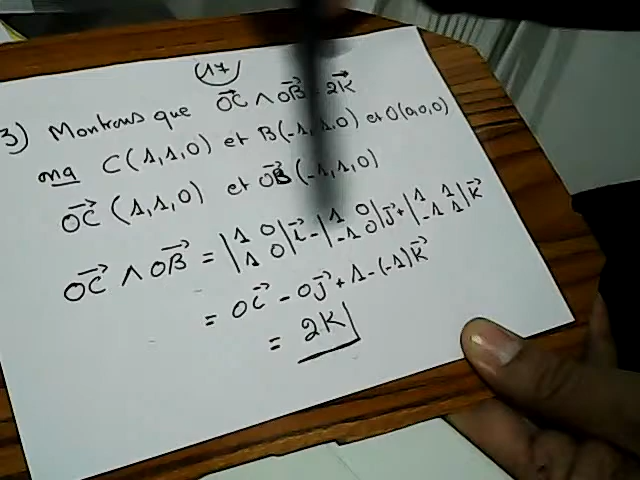 17
3) Montrons que OC→ ∧ OB→ = 2K→
ona C(1,1,0) et B(-1,1,0) et O(0,0,0)
OC→ (1,1,0) et OB→ (-1,1,0)
OC→ ∧ OB→ = |1 0 / 1 0| i→ - |1 0 / -1 0| j→ + |1 1 / -1 1| K→
= 0i→ - 0j→ + 1-(-1)K→
= 2K